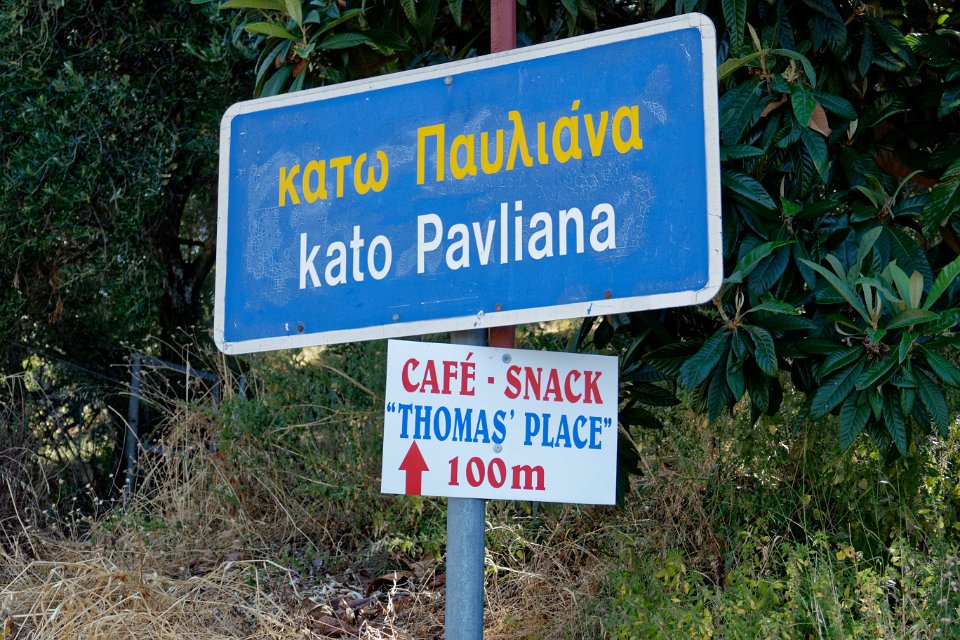 κατω Παυλιάνα
kato Pavliana
CAFÉ - SNACK
"THOMAS' PLACE"
100m